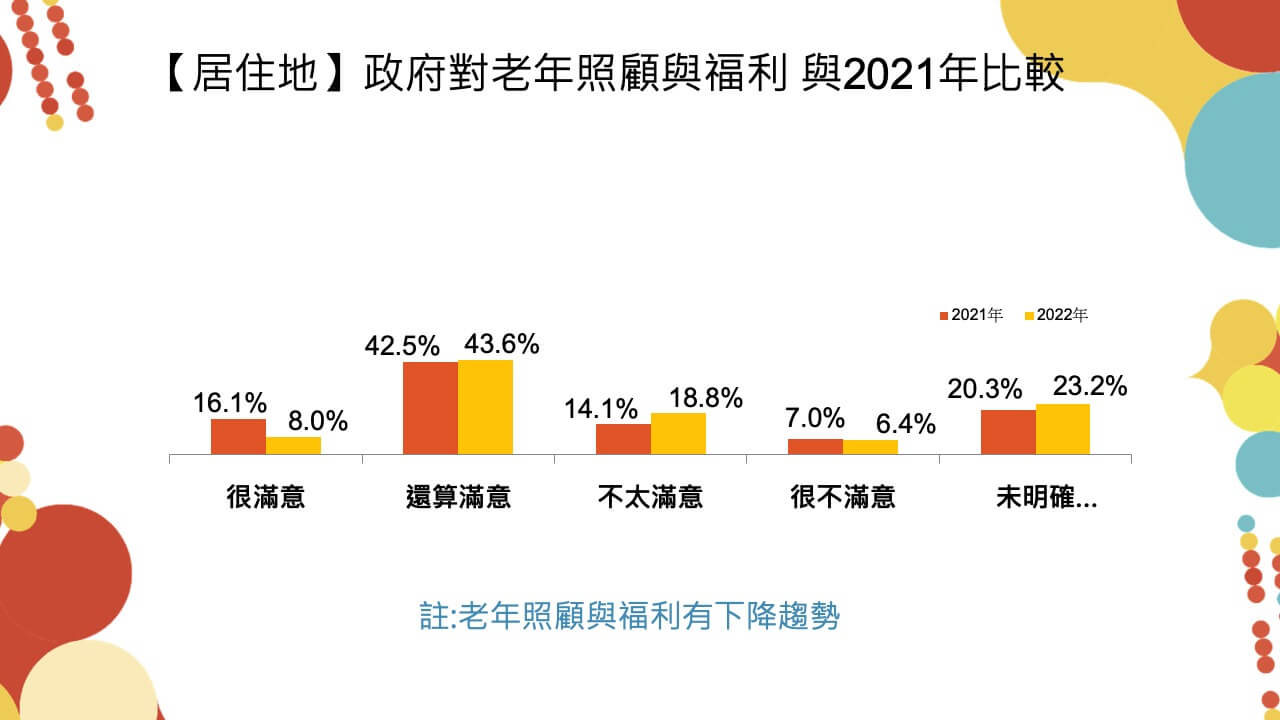 【居住地】政府對老年照顧與福利 與2021年比較
2021年 2022年
42.5% 43.6%
16.1% 8.0%
14.1% 18.8%
7.0% 6.4%
20.3% 23.2%
很滿意 還算滿意 不太滿意 很不滿意 未明確...
註:老年照顧與福利有下降趨勢